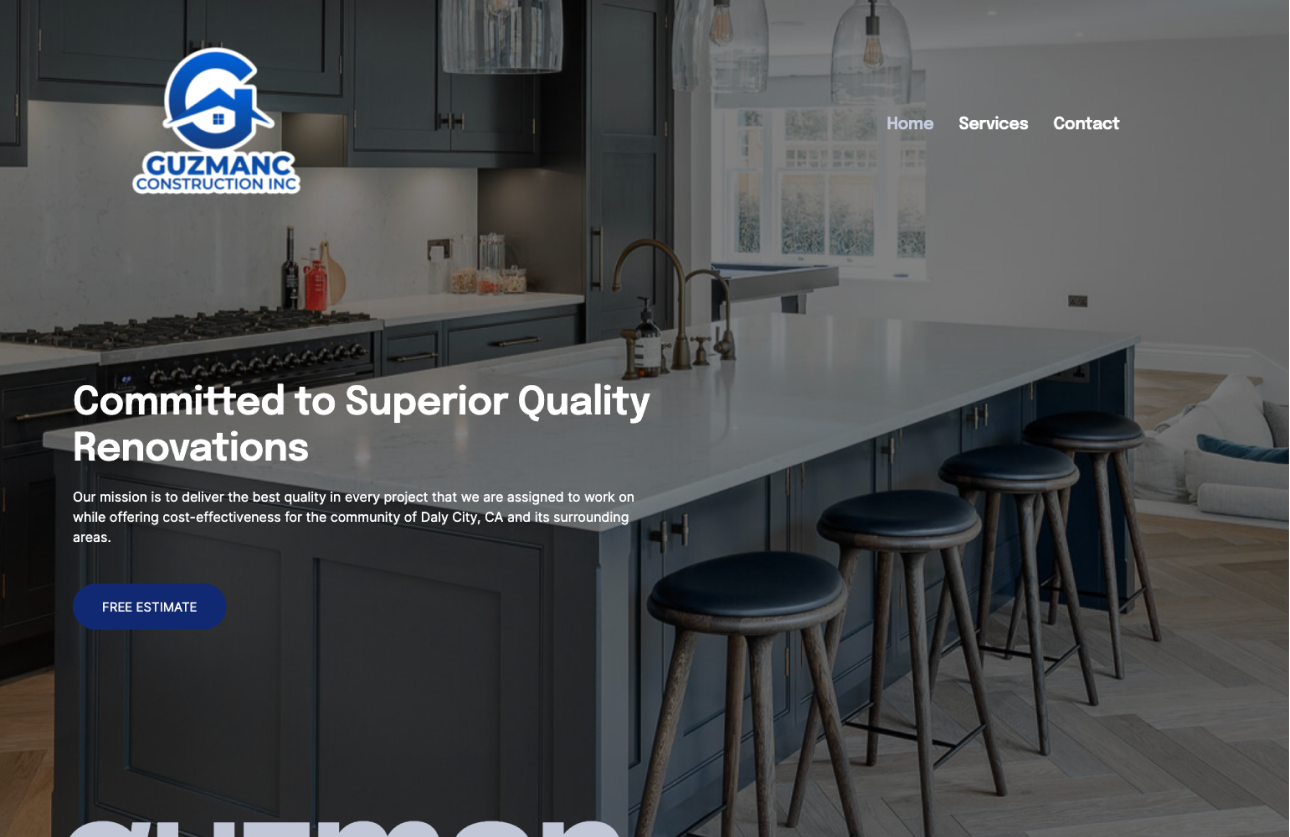 GUZMANC
CONSTRUCTION INC
Home Services Contact
Committed to Superior Quality
Renovations
Our mission is to deliver the best quality in every project that we are assigned to work on
while offering cost-effectiveness for the community of Daly City, CA and its surrounding
areas.
FREE ESTIMATE